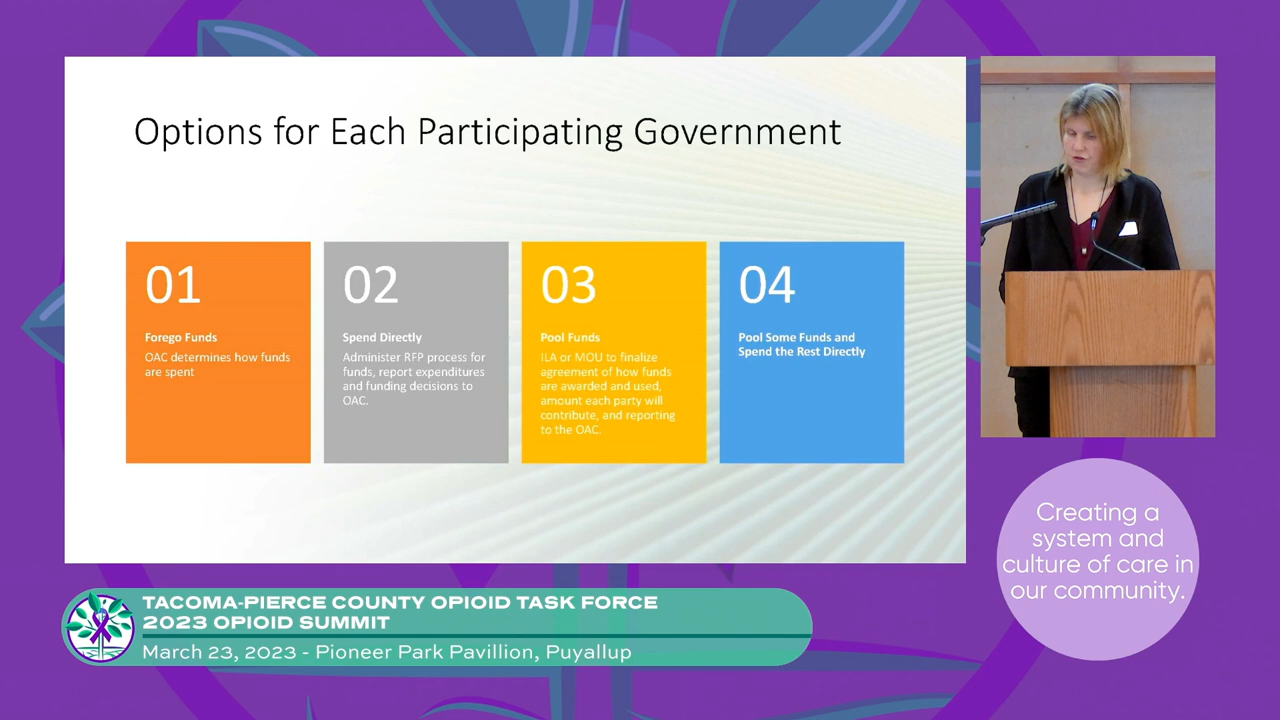 Options for Each Participating Government
01
Forego Funds
OAC determines how funds
are spent
02
Spend Directly
Administer RFP process for
funds, report expenditures
and funding decisions to
OAC.
03
Pool Funds
ILA or MOU to finalize
agreement of how funds
are awarded and used,
amount each party will
contribute, and reporting
to the OAC.
04
Pool Some Funds and
Spend the Rest Directly
Creating a
system and
culture of care in
our community.
TACOMA-PIERCE COUNTY OPIOID TASK FORCE
2023 OPIOID SUMMIT
March 23, 2023 - Pioneer Park Pavillion, Puyallup